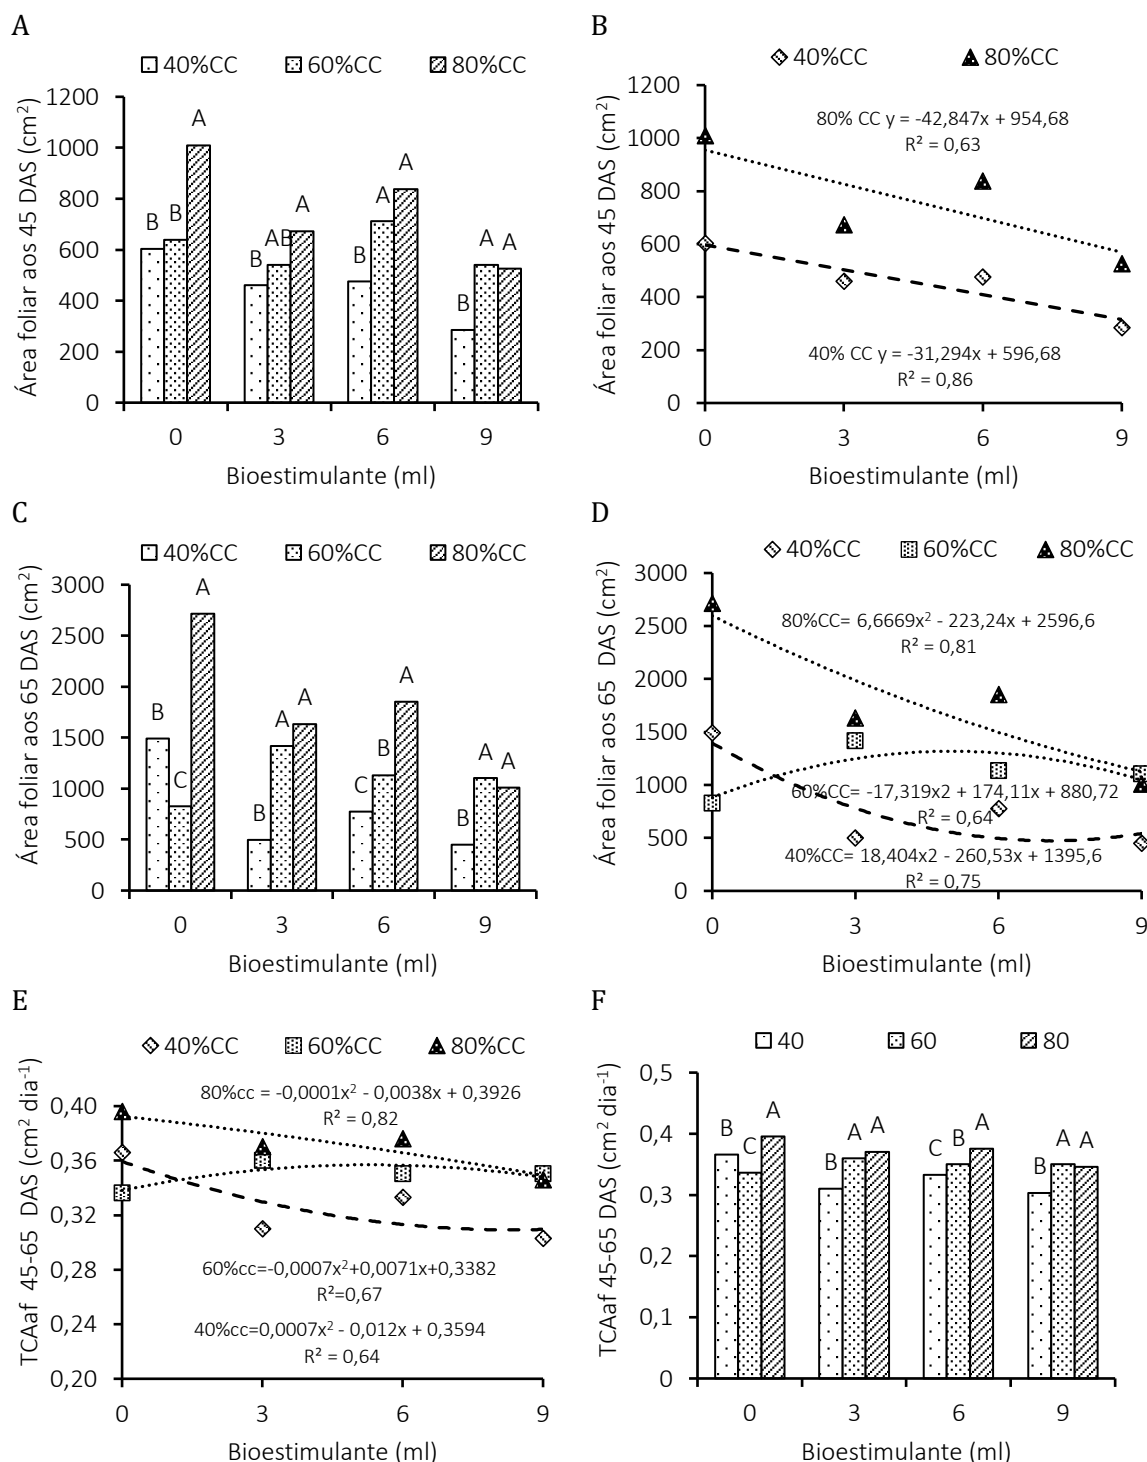 A
40%CC 60%CC 80%CC
Área foliar aos 45 DAS (cm²)
1200
1000
800
600
400
200
0
B B A
B AB A
B A A
B A A
0 3 6 9
Bioestimulante (ml)
B
40%CC 80%CC
Área foliar aos 45 DAS (cm²)
1200
1000
800
600
400
200
0
80% CC y = -42,847x + 954,68
R² = 0,63
40% CC y = -31,294x + 596,68
R² = 0,86
0 3 6 9
Bioestimulante (ml)
C
40%CC 60%CC 80%CC
Área foliar aos 65 DAS (cm²)
3000
2500
2000
1500
1000
500
0
B C A
B A A
C B A
B A A
0 3 6 9
Bioestimulante (ml)
D
40%CC 60%CC 80%CC
Área foliar aos 65 DAS (cm²)
3000
2500
2000
1500
1000
500
0
80%CC= 6,6669x² - 223,24x + 2596,6
R² = 0,81
60%CC= -17,319x2 + 174,11x + 880,72
R² = 0,64
40%CC= 18,404x2 - 260,53x + 1395,6
R² = 0,75
0 3 6 9
Bioestimulante (ml)
E
40%CC 60%CC 80%CC
TCAaf 45-65 DAS (cm² dia⁻¹)
0,40
0,36
0,32
0,28
0,24
0,20
80%cc = -0,0001x² - 0,0038x + 0,3926
R² = 0,82
60%cc=-0,0007x²+0,0071x+0,3382
R²=0,67
40%cc=0,0007x² - 0,012x + 0,3594
R² = 0,64
0 3 6 9
Bioestimulante (ml)
F
40 60 80
TCAaf 45-65 DAS (cm² dia⁻¹)
0,5
0,4
0,3
0,2
0,1
0
B C A
B A A
C B A
B A A
0 3 6 9
Bioestimulante (ml)